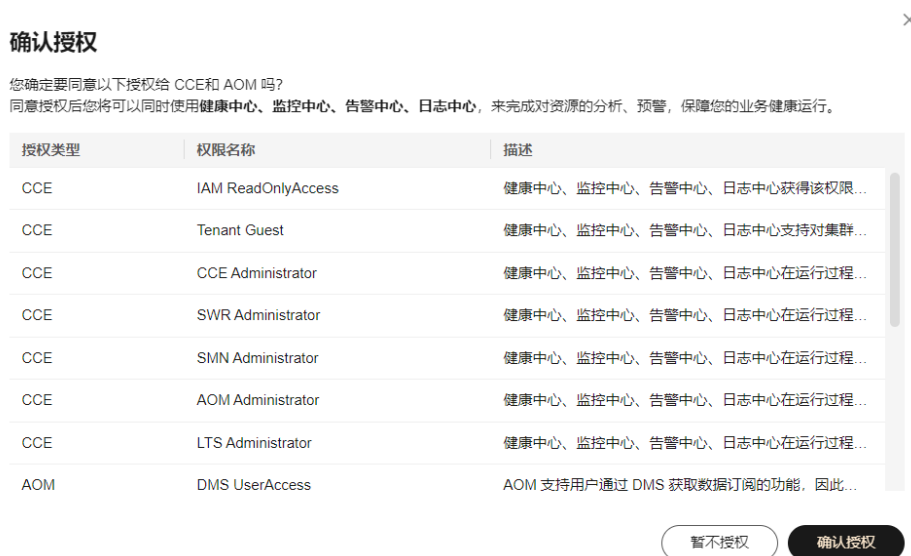 确认授权
您确定要同意以下授权给 CCE和 AOM 吗?
同意授权后您将可以同时使用健康中心、监控中心、告警中心、日志中心，来完成对资源的分析、预警，保障您的业务健康运行。
授权类型 权限名称 描述
CCE IAM ReadOnlyAccess 健康中心、监控中心、告警中心、日志中心获得该权限...
CCE Tenant Guest 健康中心、监控中心、告警中心、日志中心支持对集群...
CCE CCE Administrator 健康中心、监控中心、告警中心、日志中心在运行过程...
CCE SWR Administrator 健康中心、监控中心、告警中心、日志中心在运行过程...
CCE SMN Administrator 健康中心、监控中心、告警中心、日志中心在运行过程...
CCE AOM Administrator 健康中心、监控中心、告警中心、日志中心在运行过程...
CCE LTS Administrator 健康中心、监控中心、告警中心、日志中心在运行过程...
AOM DMS UserAccess AOM 支持用户通过 DMS 获取数据订阅的功能，因此...
暂不授权 确认授权